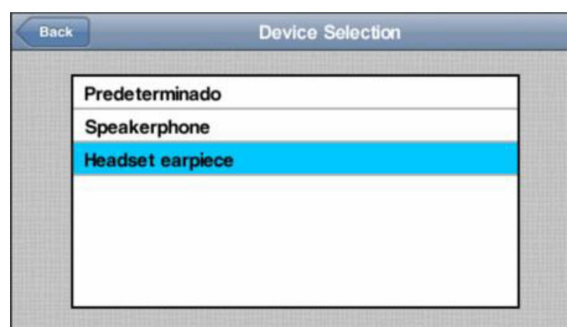 Back
Device Selection
Predeterminado
Speakerphone
Headset earpiece